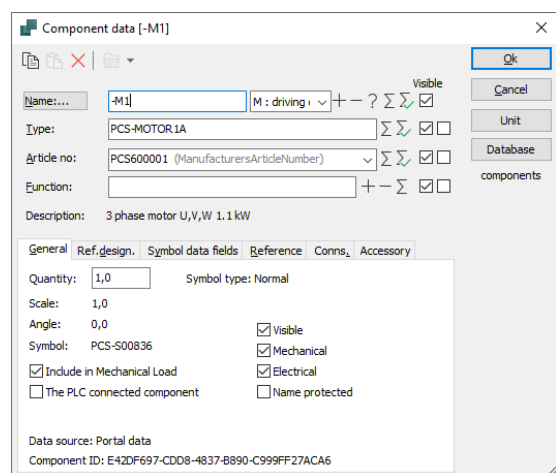 Component data [-M1]
Ok
Visible
Name:...
-M1
M : driving
Cancel
Type:
PCS-MOTOR1A
Unit
Article no:
PCS600001 (ManufacturersArticleNumber)
Database
Function:
components
Description: 3 phase motor U,V,W 1.1 kW
General Ref.design. Symbol data fields Reference Conns. Accessory
Quantity: 1,0 Symbol type: Normal
Scale: 1,0
Angle: 0,0
Visible
Symbol: PCS-S00836
Mechanical
Include in Mechanical Load
Electrical
The PLC connected component
Name protected
Data source: Portal data
Component ID: E42DF697-CDD8-4837-B890-C999FF27ACA6